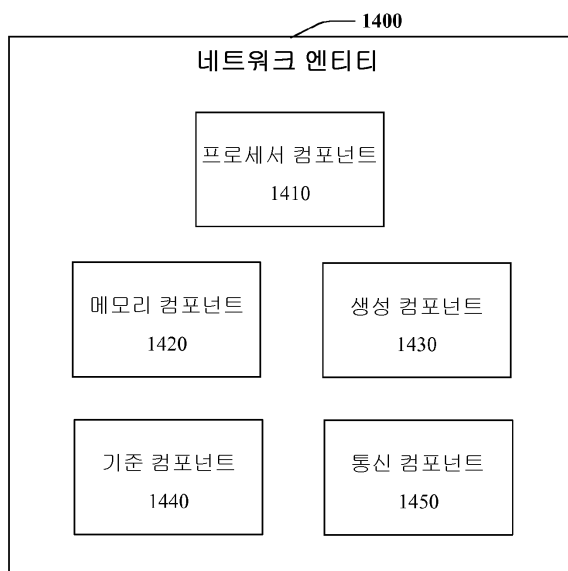 1400
네트워크 엔티티
프로세서 컴포넌트
1410
메모리 컴포넌트
1420
생성 컴포넌트
1430
기준 컴포넌트
1440
통신 컴포넌트
1450